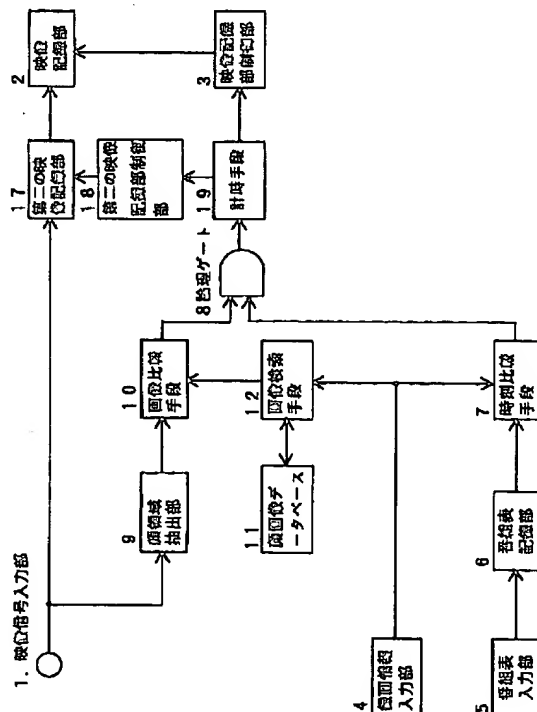 1. 映像信号入力部
17
第二の映
像記録部
2
映像
記録部
18
第二の映像
記録部制御
部
3
映像記録
部制御部
19
計時手段
8論理ゲート
10
画像比較
手段
9
顔領域
抽出部
12
画像検索
手段
11
顔画像デ
ータベース
7
時刻比較
手段
6
番組表
記録部
4
入力部
5
番組表
入力部